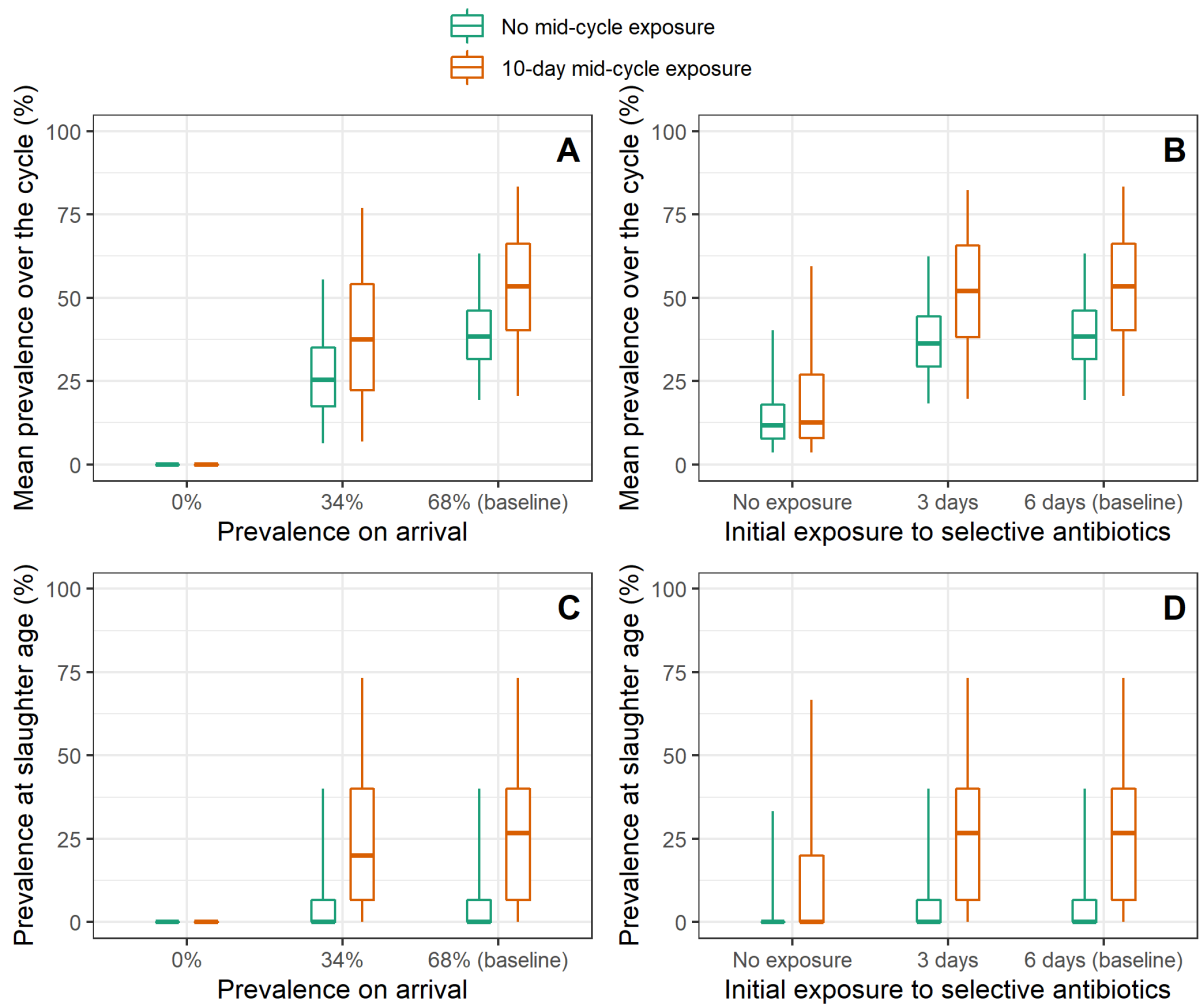 No mid-cycle exposure
10-day mid-cycle exposure
Mean prevalence over the cycle (%)
100
75
50
25
0
A
0% 34% 68% (baseline)
Prevalence on arrival
Mean prevalence over the cycle (%)
100
75
50
25
0
B
No exposure 3 days 6 days (baseline)
Initial exposure to selective antibiotics
Prevalence at slaughter age (%)
100
75
50
25
0
C
0% 34% 68% (baseline)
Prevalence on arrival
Prevalence at slaughter age (%)
100
75
50
25
0
D
No exposure 3 days 6 days (baseline)
Initial exposure to selective antibiotics